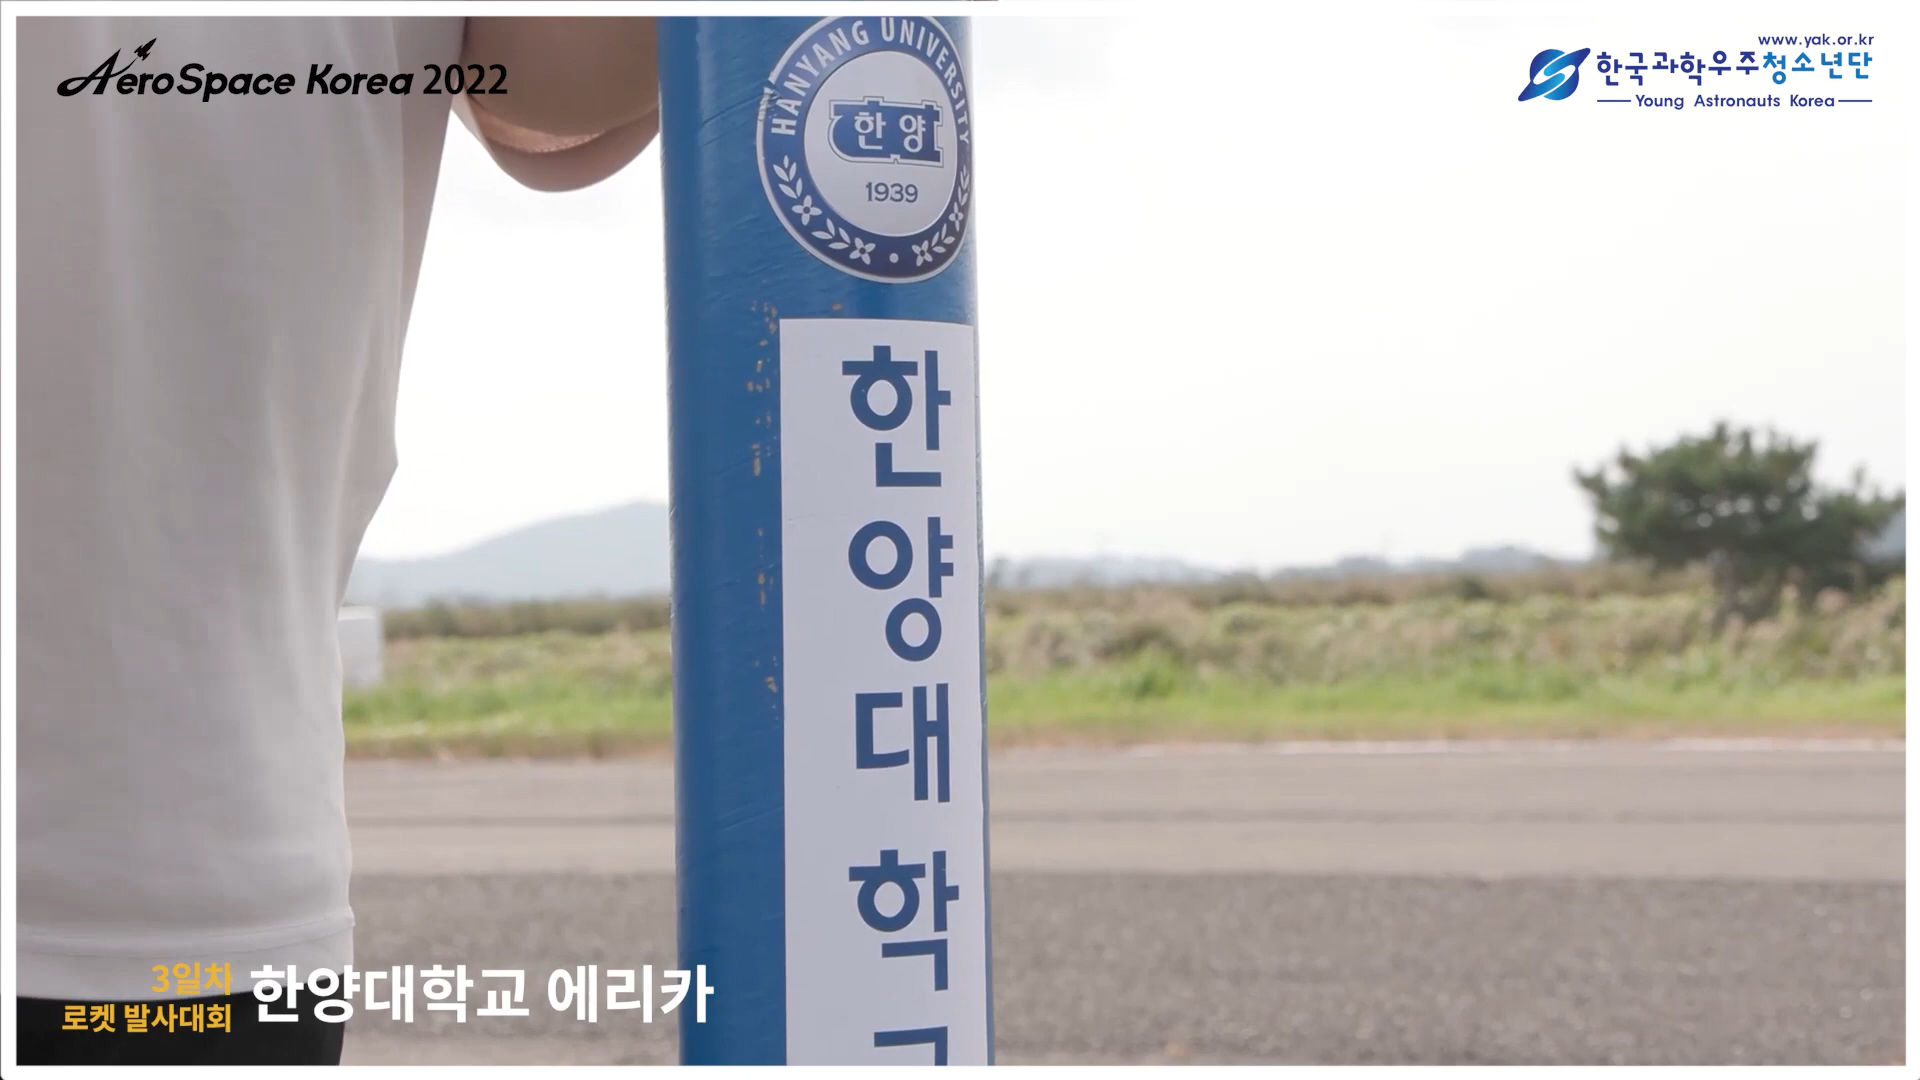 AeroSpace Korea 2022
www.yak.or.kr
한국과학우주청소년단
Young Astronauts Korea
HANYANG UNIVERSITY
한양
1939
한
양
대
학
3일차
로켓 발사대회
한양대학교 에리카